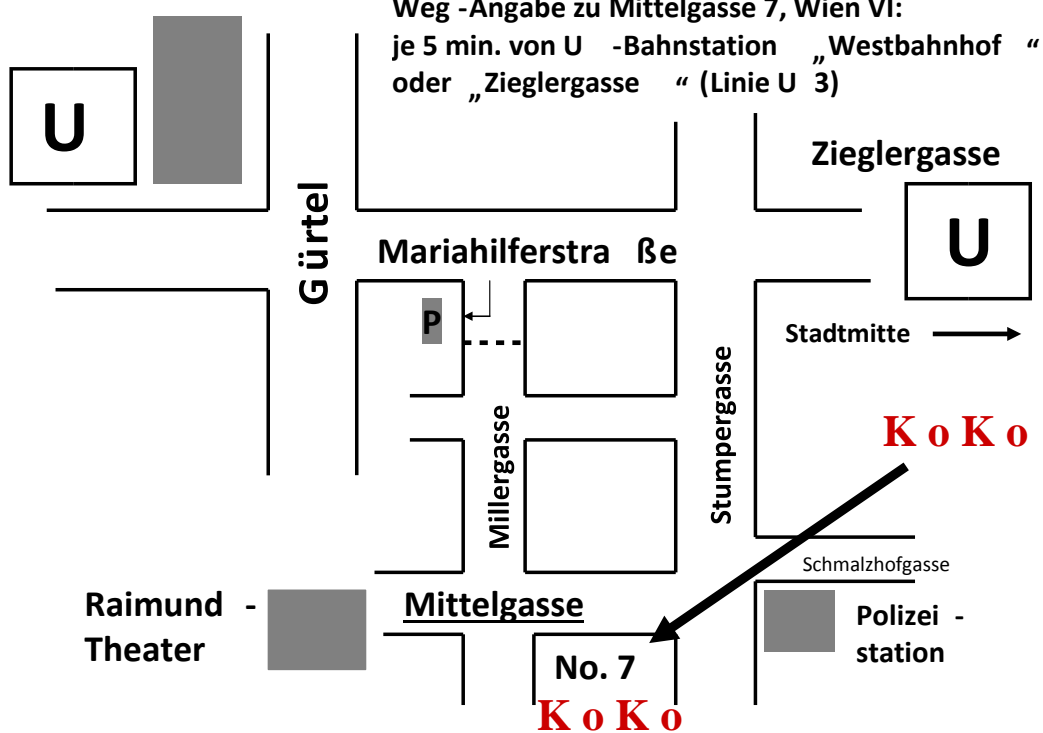 Weg -Angabe zu Mittelgasse 7, Wien VI:
je 5 min. von U -Bahnstation „Westbahnhof “
oder „Zieglergasse “ (Linie U 3)
U
Zieglergasse
U
Gürtel
Mariahilferstra ße
P
Stadtmitte
Stumpergasse
K o K o
Millergasse
Schmalzhofgasse
Raimund -
Theater
Mittelgasse
Polizei -
station
No. 7
K o K o